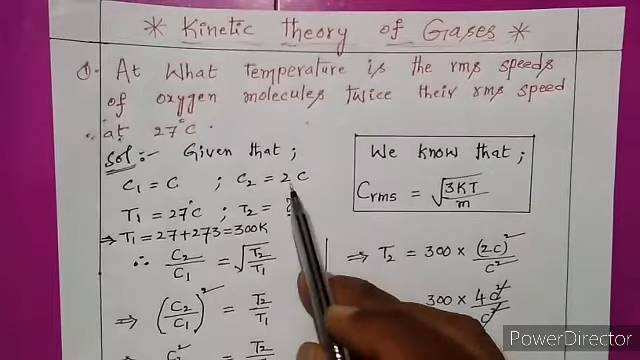 * Kinetic Theory of Gases *
Q. At What temperature is the rms speeds
of oxygen molecules twice their rms speed
at 27°C.
Sol:- Given that ;
C₁ = C ; C₂ = 2C
T₁ = 27°C ; T₂ =
⇒ T₁ = 27+273 = 300K
∴ C₂/C₁ = √(T₂/T₁)
⇒ (C₂/C₁)² = T₂/T₁
⇒ C₂² T₂
We know that ;
Crms = √(3KT/m)
⇒ T₂ = 300 × (2c)²/c²
300 × 4c²/c²
PowerDirector